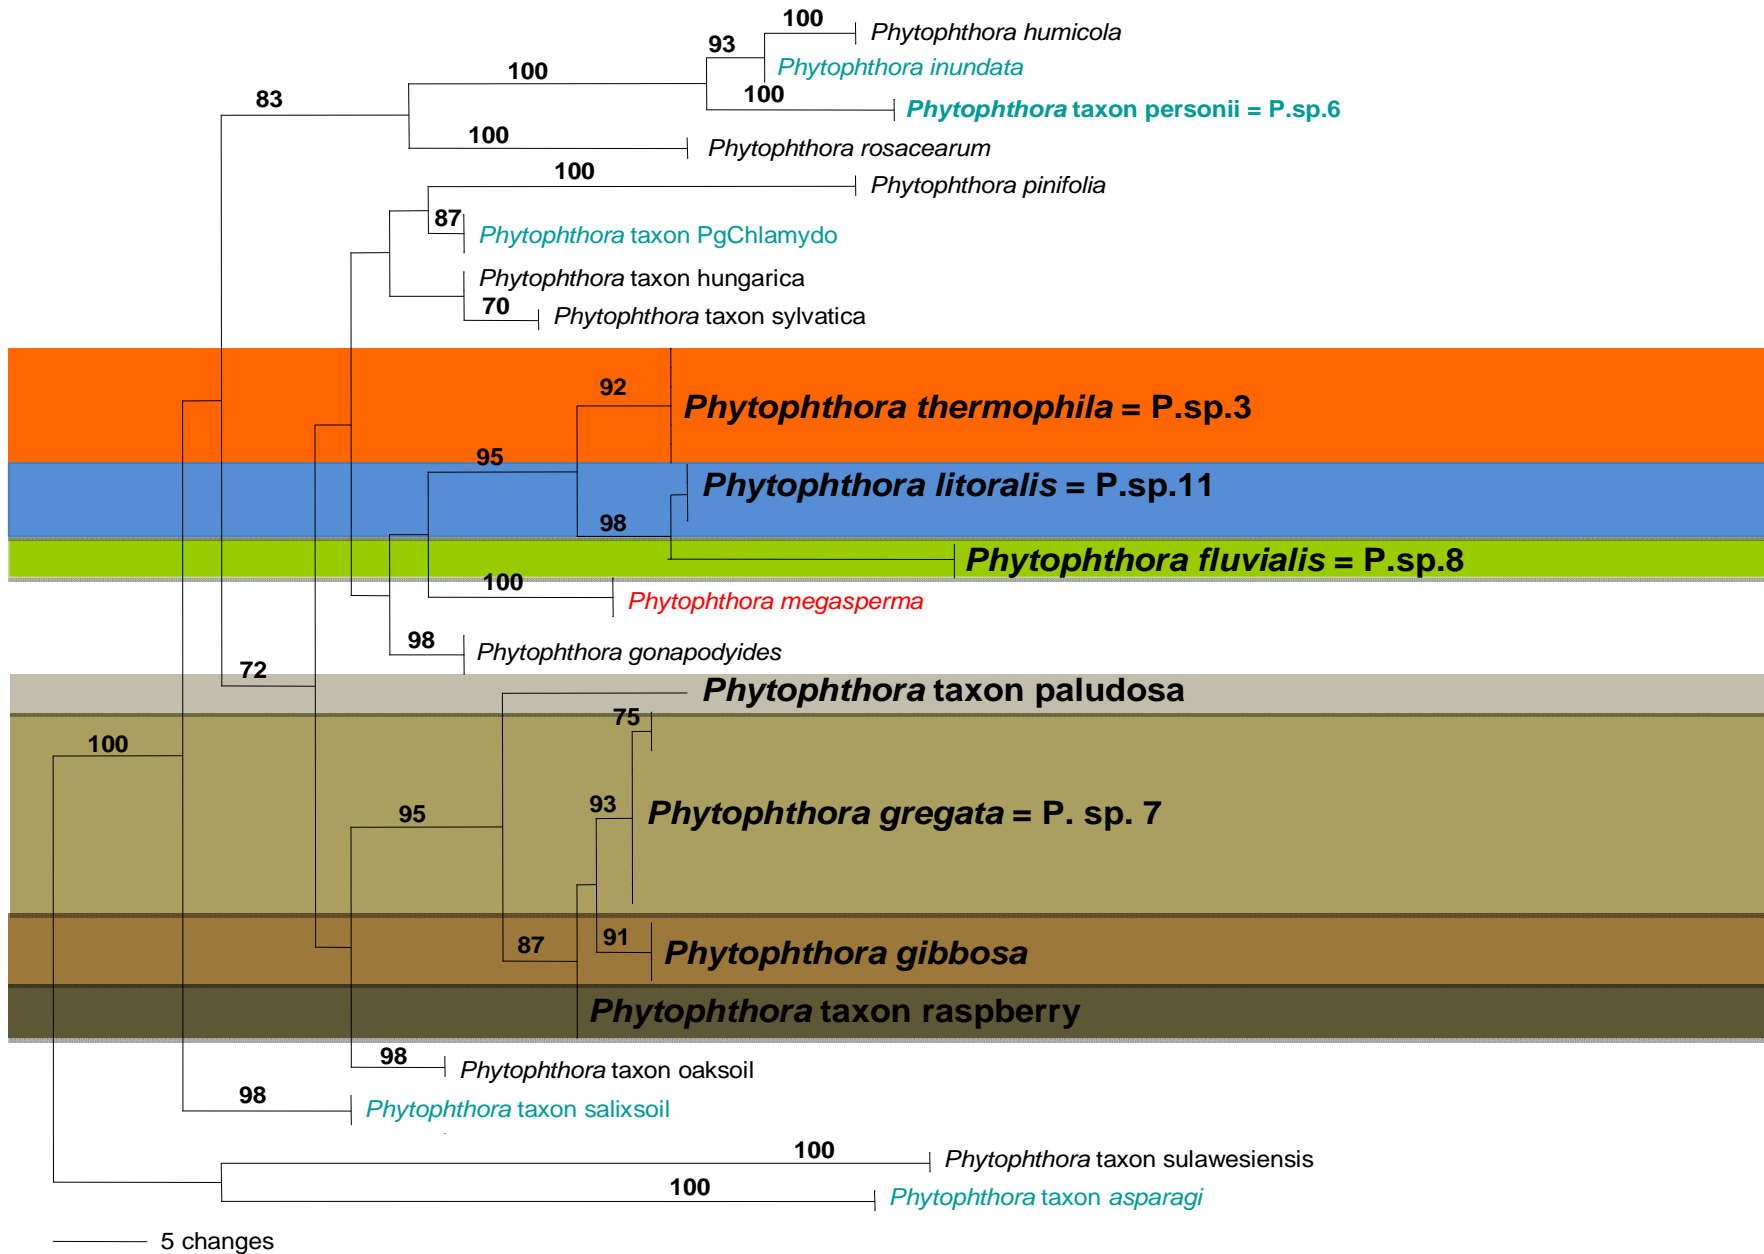 100
Phytophthora humicola
93
Phytophthora inundata
100
100
Phytophthora taxon personii = P.sp.6
83
100
Phytophthora rosacearum
100
Phytophthora pinifolia
87
Phytophthora taxon PgChlamydo
Phytophthora taxon hungarica
70
Phytophthora taxon sylvatica
92
Phytophthora thermophila = P.sp.3
95
Phytophthora litoralis = P.sp.11
98
Phytophthora fluvialis = P.sp.8
100
Phytophthora megasperma
98
Phytophthora gonapodyides
72
Phytophthora taxon paludosa
75
100
93
Phytophthora gregata = P. sp. 7
95
91
87
Phytophthora gibbosa
Phytophthora taxon raspberry
98
Phytophthora taxon oaksoil
98
Phytophthora taxon salixsoil
100
Phytophthora taxon sulawesiensis
100
Phytophthora taxon asparagi
5 changes